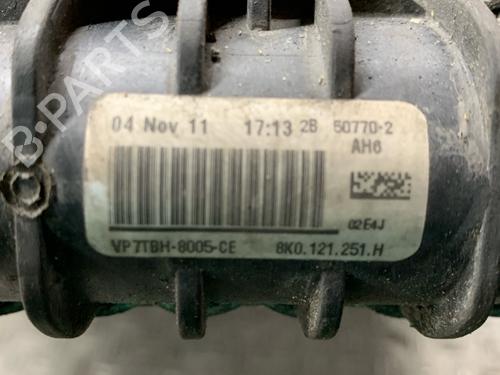 B-PARTS
04 Nov 11 17:13 2B 50770-2
AH6
02E4J
VP7TBH-8005-CE 8K0.121.251.H